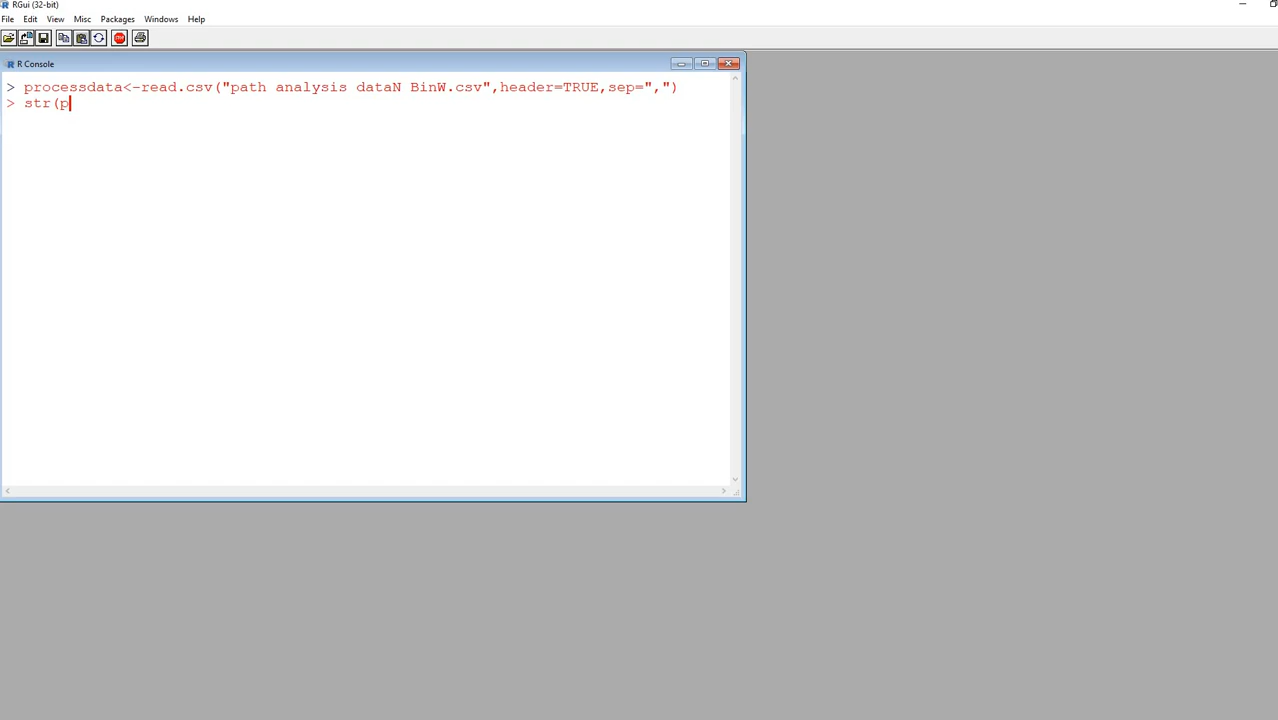 RGui (32-bit)
File Edit View Misc Packages Windows Help
STOP
R Console
> processdata<-read.csv("path analysis dataN BinW.csv",header=TRUE,sep=",")
> str(p